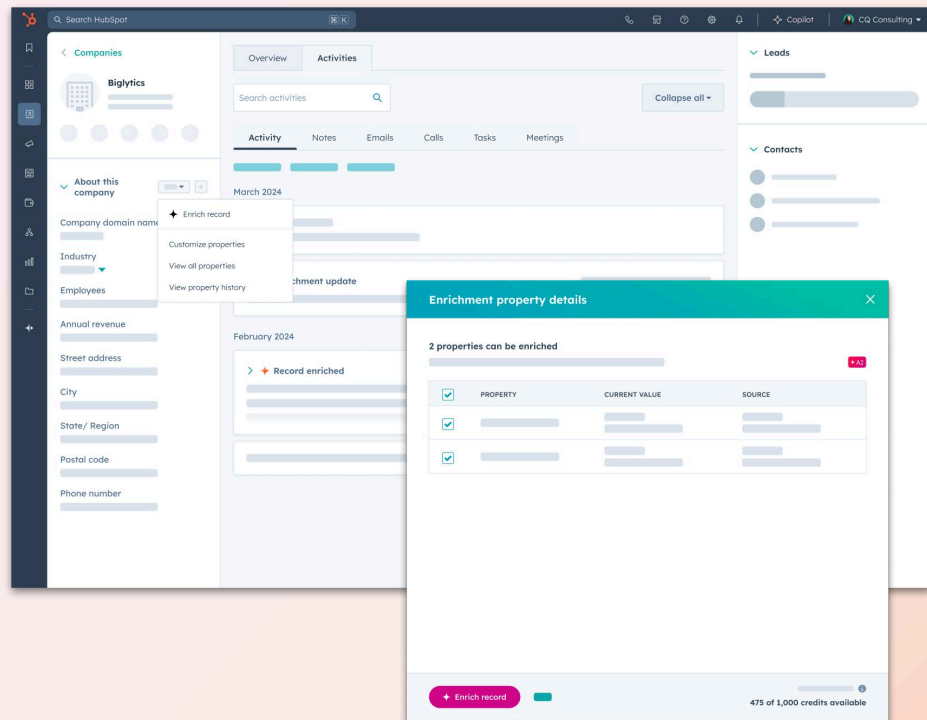 Search HubSpot
⌘ K
Copilot
CQ Consulting
Companies
Biglytics
About this
company
Enrich record
Customize properties
View all properties
View property history
Company domain name
Industry
Employees
Annual revenue
Street address
City
State/ Region
Postal code
Phone number
Overview
Activities
Search activities
Collapse all
Activity
Notes
Emails
Calls
Tasks
Meetings
March 2024
update
February 2024
Record enriched
Leads
Contacts
Enrichment property details
2 properties can be enriched
AI
PROPERTY
CURRENT VALUE
SOURCE
Enrich record
475 of 1,000 credits available